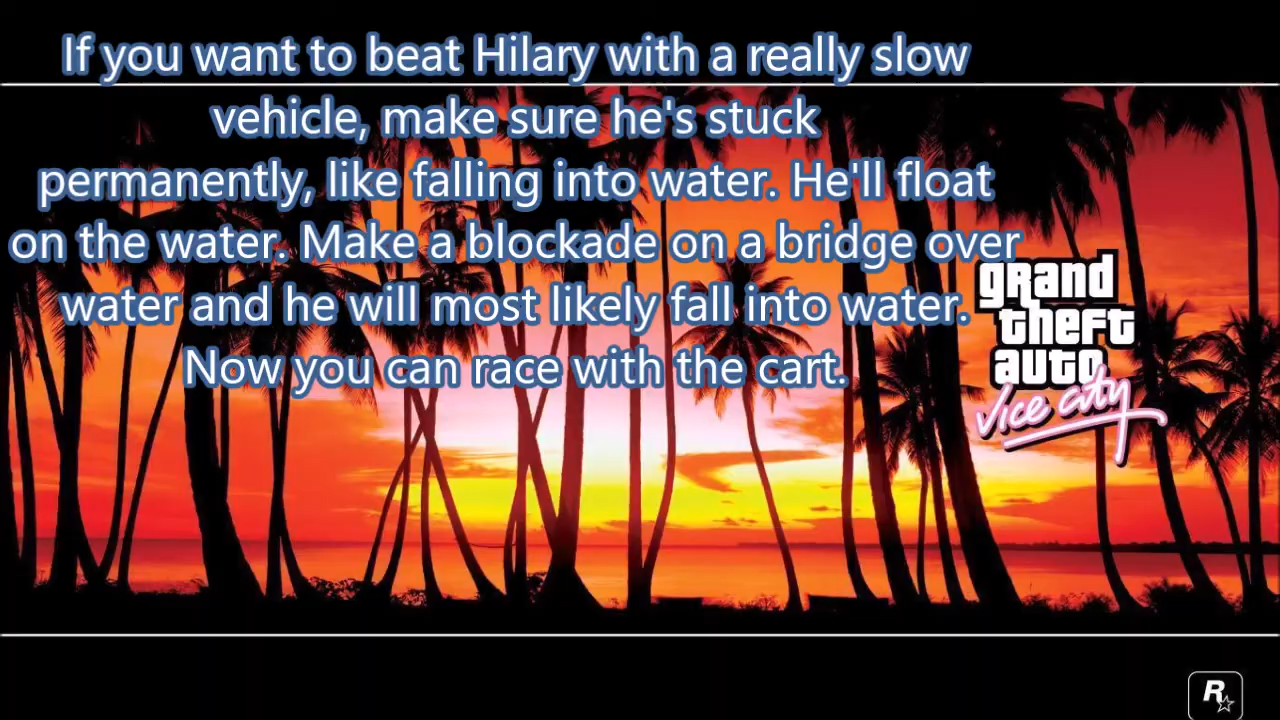 If you want to beat Hilary with a really slow
vehicle, make sure he's stuck
permanently, like falling into water. He'll float
on the water. Make a blockade on a bridge over
water and he will most likely fall into water.
Now you can race with the cart.
grand
theft
auto
vice city
R